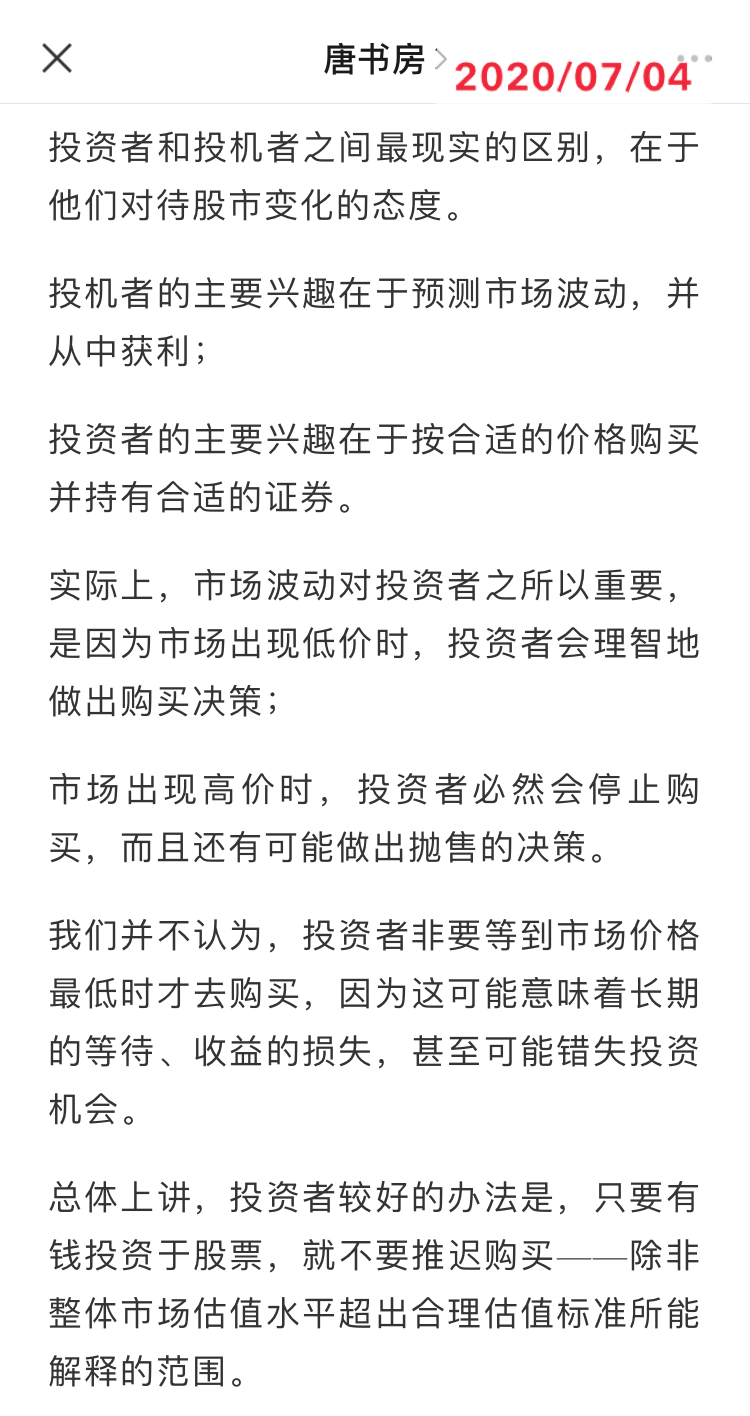 唐书房
2020/07/04
投资者和投机者之间最现实的区别，在于
他们对待股市变化的态度。
投机者的主要兴趣在于预测市场波动，并
从中获利；
投资者的主要兴趣在于按合适的价格购买
并持有合适的证券。
实际上，市场波动对投资者之所以重要，
是因为市场出现低价时，投资者会理智地
做出购买决策；
市场出现高价时，投资者必然会停止购
买，而且还有可能做出抛售的决策。
我们并不认为，投资者非要等到市场价格
最低时才去购买，因为这可能意味着长期
的等待、收益的损失，甚至可能错失投资
机会。
总体上讲，投资者较好的办法是，只要有
钱投资于股票，就不要推迟购买——除非
整体市场估值水平超出合理估值标准所能
解释的范围。